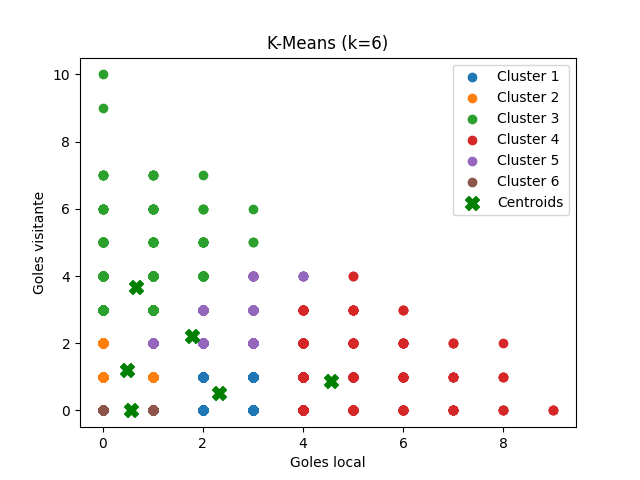 K-Means (k=6)
Cluster 1
Cluster 2
Cluster 3
Cluster 4
Cluster 5
Cluster 6
Centroids
Goles visitante
10
8
6
4
2
0
0 2 4 6 8
Goles local